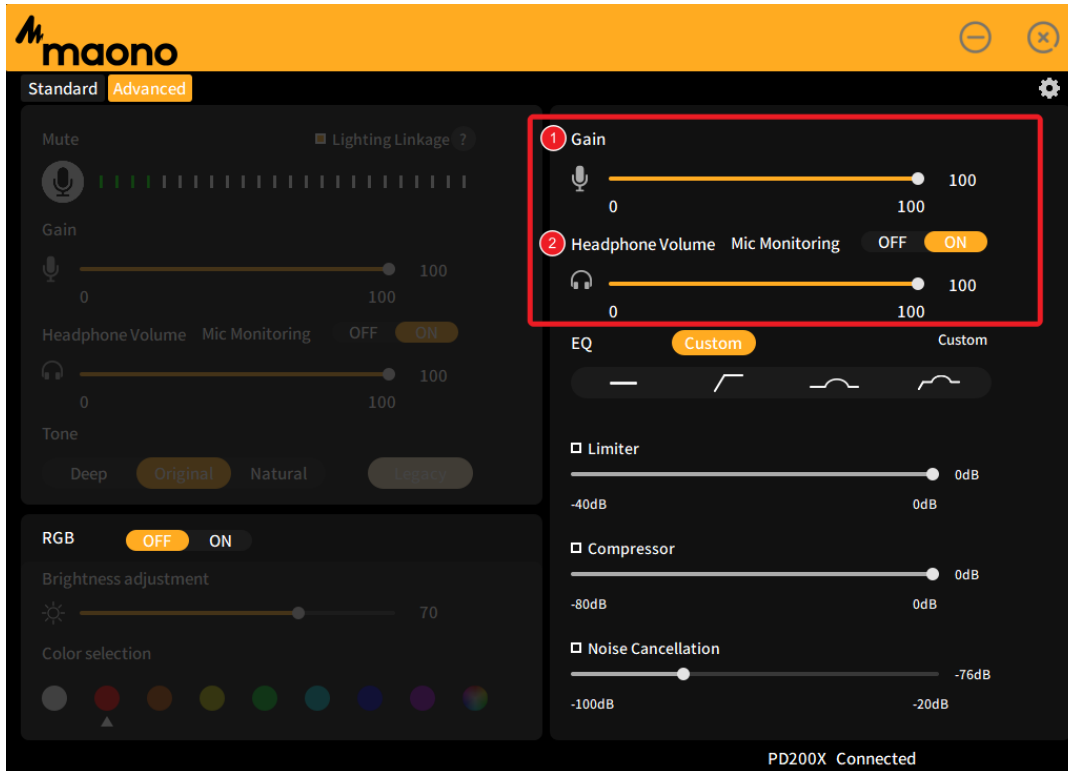 maono
Standard Advanced
Mute Lighting Linkage ?
Gain
100
0 100
Headphone Volume Mic Monitoring OFF ON
100
0 100
Tone
Deep Original Natural Legacy
RGB OFF ON
Brightness adjustment
70
Color selection
1 Gain
100
0 100
2 Headphone Volume Mic Monitoring OFF ON
100
0 100
EQ Custom Custom
Limiter
0dB
-40dB 0dB
Compressor
0dB
-80dB 0dB
Noise Cancellation
-76dB
-100dB -20dB
PD200X Connected